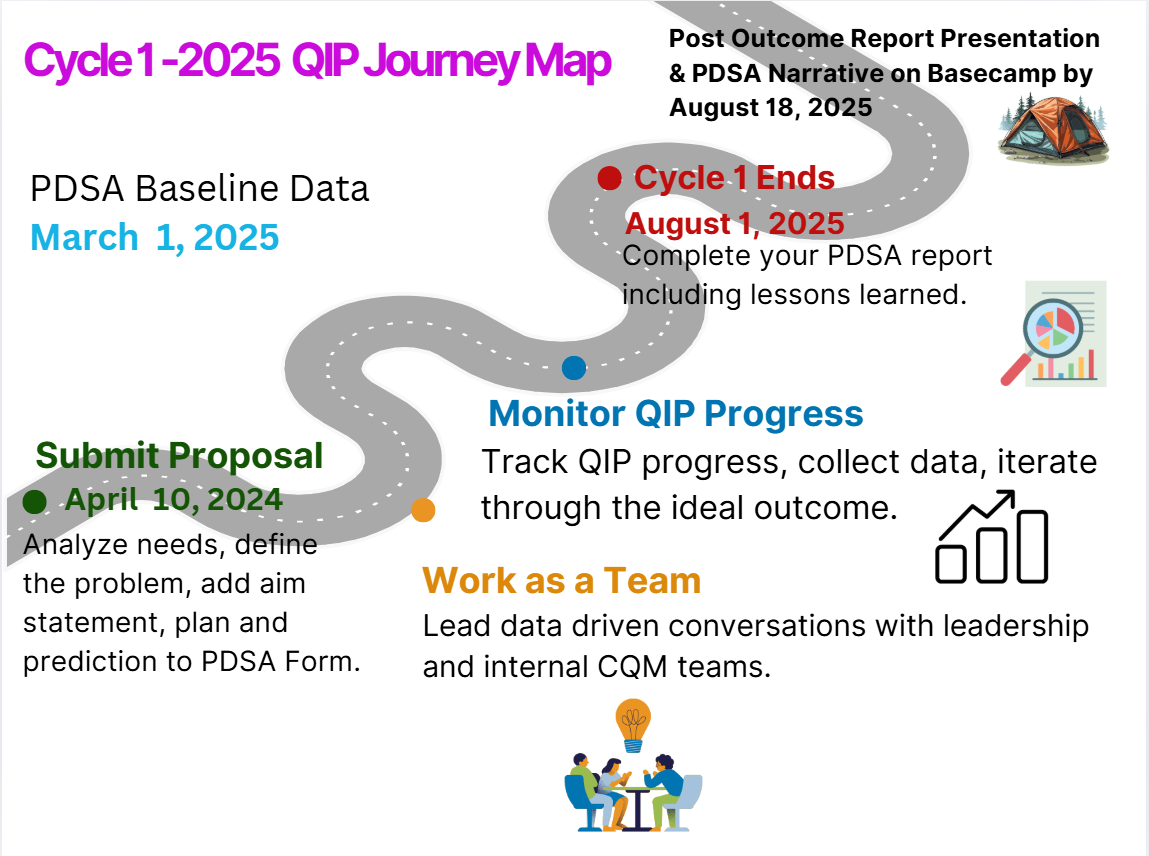 Cycle 1 -2025 QIP Journey Map
Post Outcome Report Presentation
& PDSA Narrative on Basecamp by
August 18, 2025
PDSA Baseline Data
March 1, 2025
Cycle 1 Ends
August 1, 2025
Complete your PDSA report
including lessons learned.
Monitor QIP Progress
Track QIP progress, collect data, iterate
through the ideal outcome.
Submit Proposal
April 10, 2024
Analyze needs, define
the problem, add aim
statement, plan and
prediction to PDSA Form.
Work as a Team
Lead data driven conversations with leadership
and internal CQM teams.